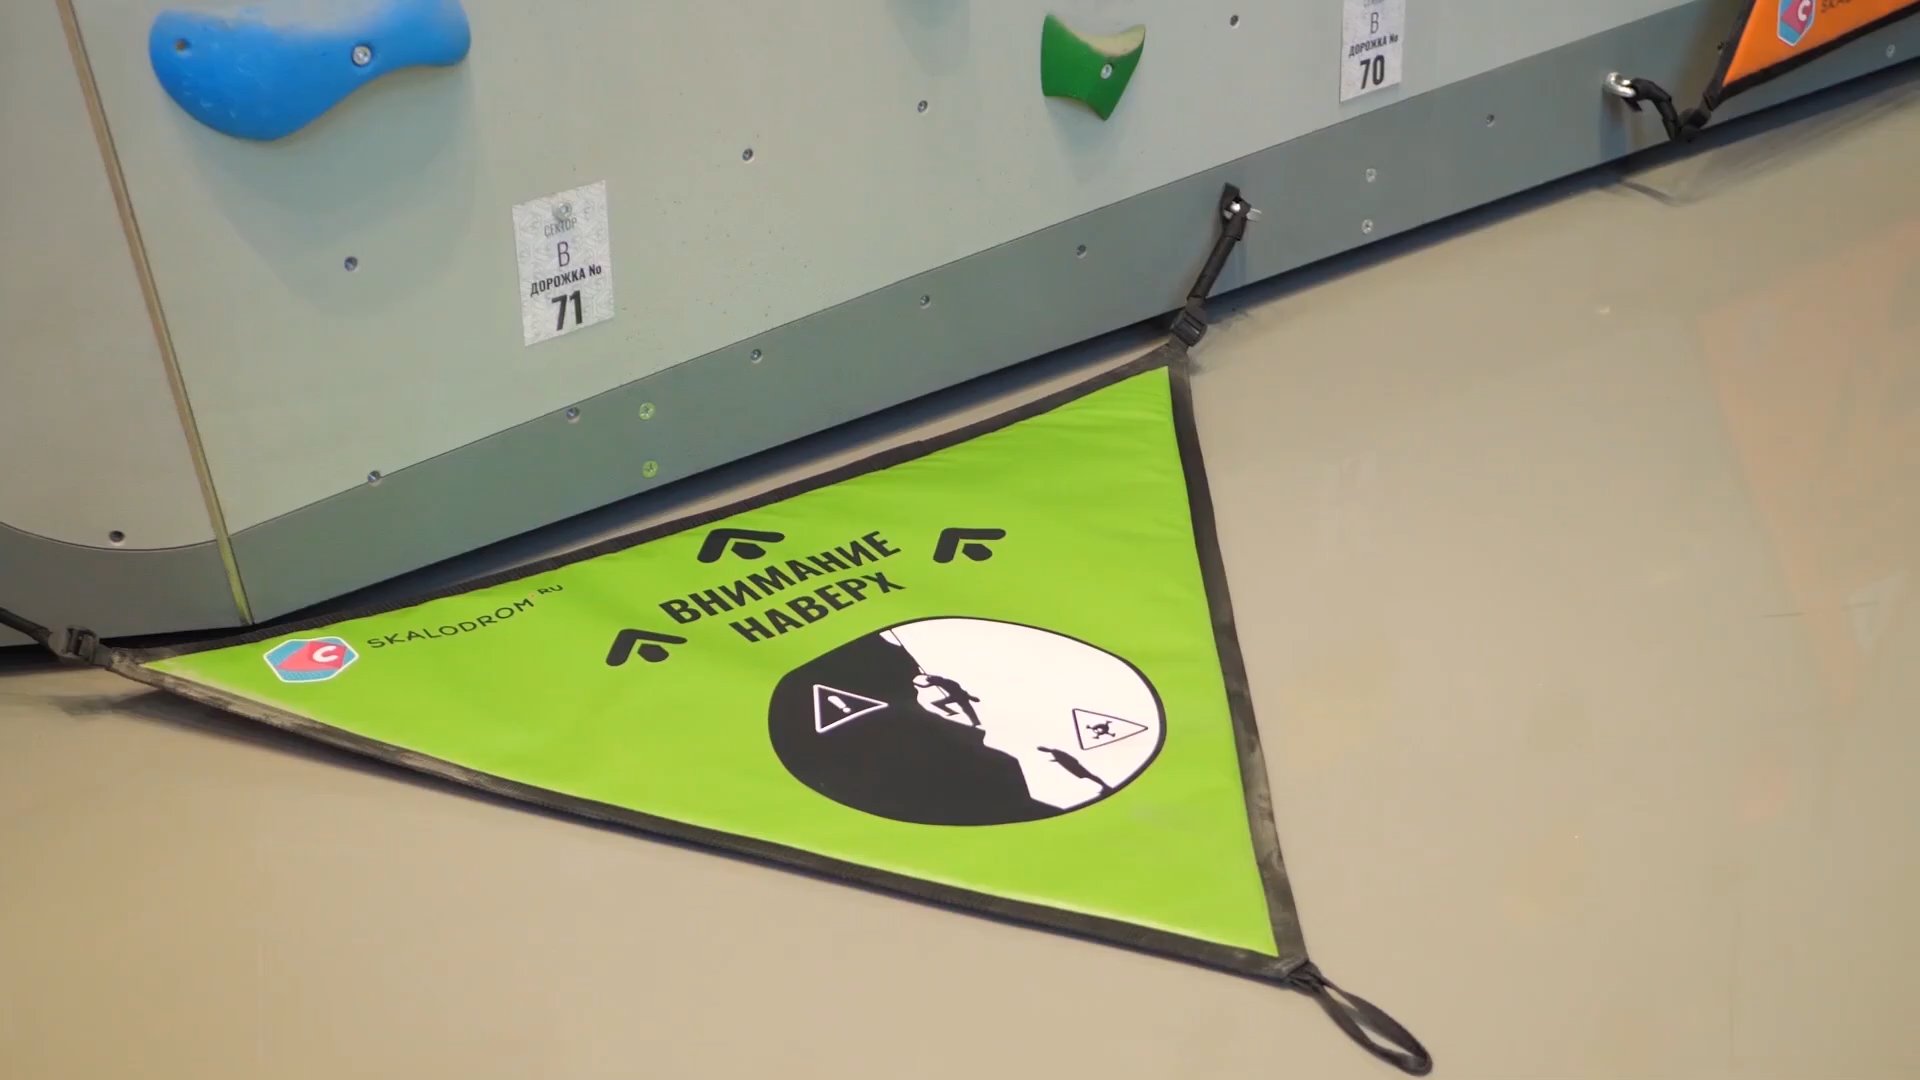 СЕКТОР
В
ДОРОЖКА №
71
В
ДОРОЖКА №
70
SKALODROM.RU
ВНИМАНИЕ
НАВЕРХ